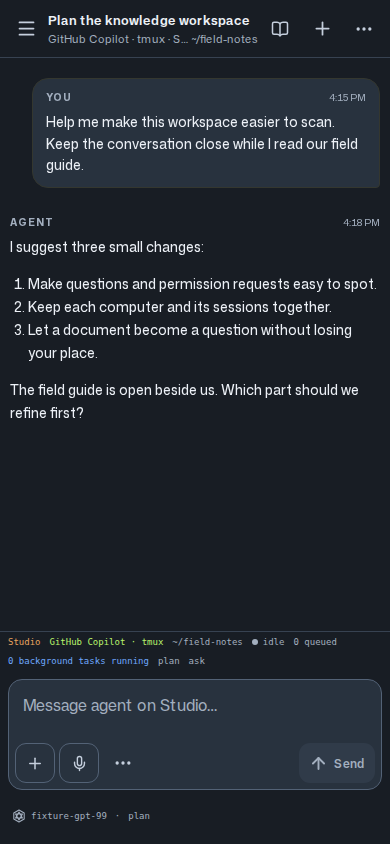 Plan the knowledge workspace
GitHub Copilot · tmux · S... ~/field-notes
YOU 4:15 PM
Help me make this workspace easier to scan.
Keep the conversation close while I read our field
guide.
AGENT 4:18 PM
I suggest three small changes:
1. Make questions and permission requests easy to spot.
2. Keep each computer and its sessions together.
3. Let a document become a question without losing
your place.
The field guide is open beside us. Which part should we
refine first?
Studio GitHub Copilot · tmux ~/field-notes ● idle 0 queued
0 background tasks running plan ask
Message agent on Studio...
Send
fixture-gpt-99 · plan